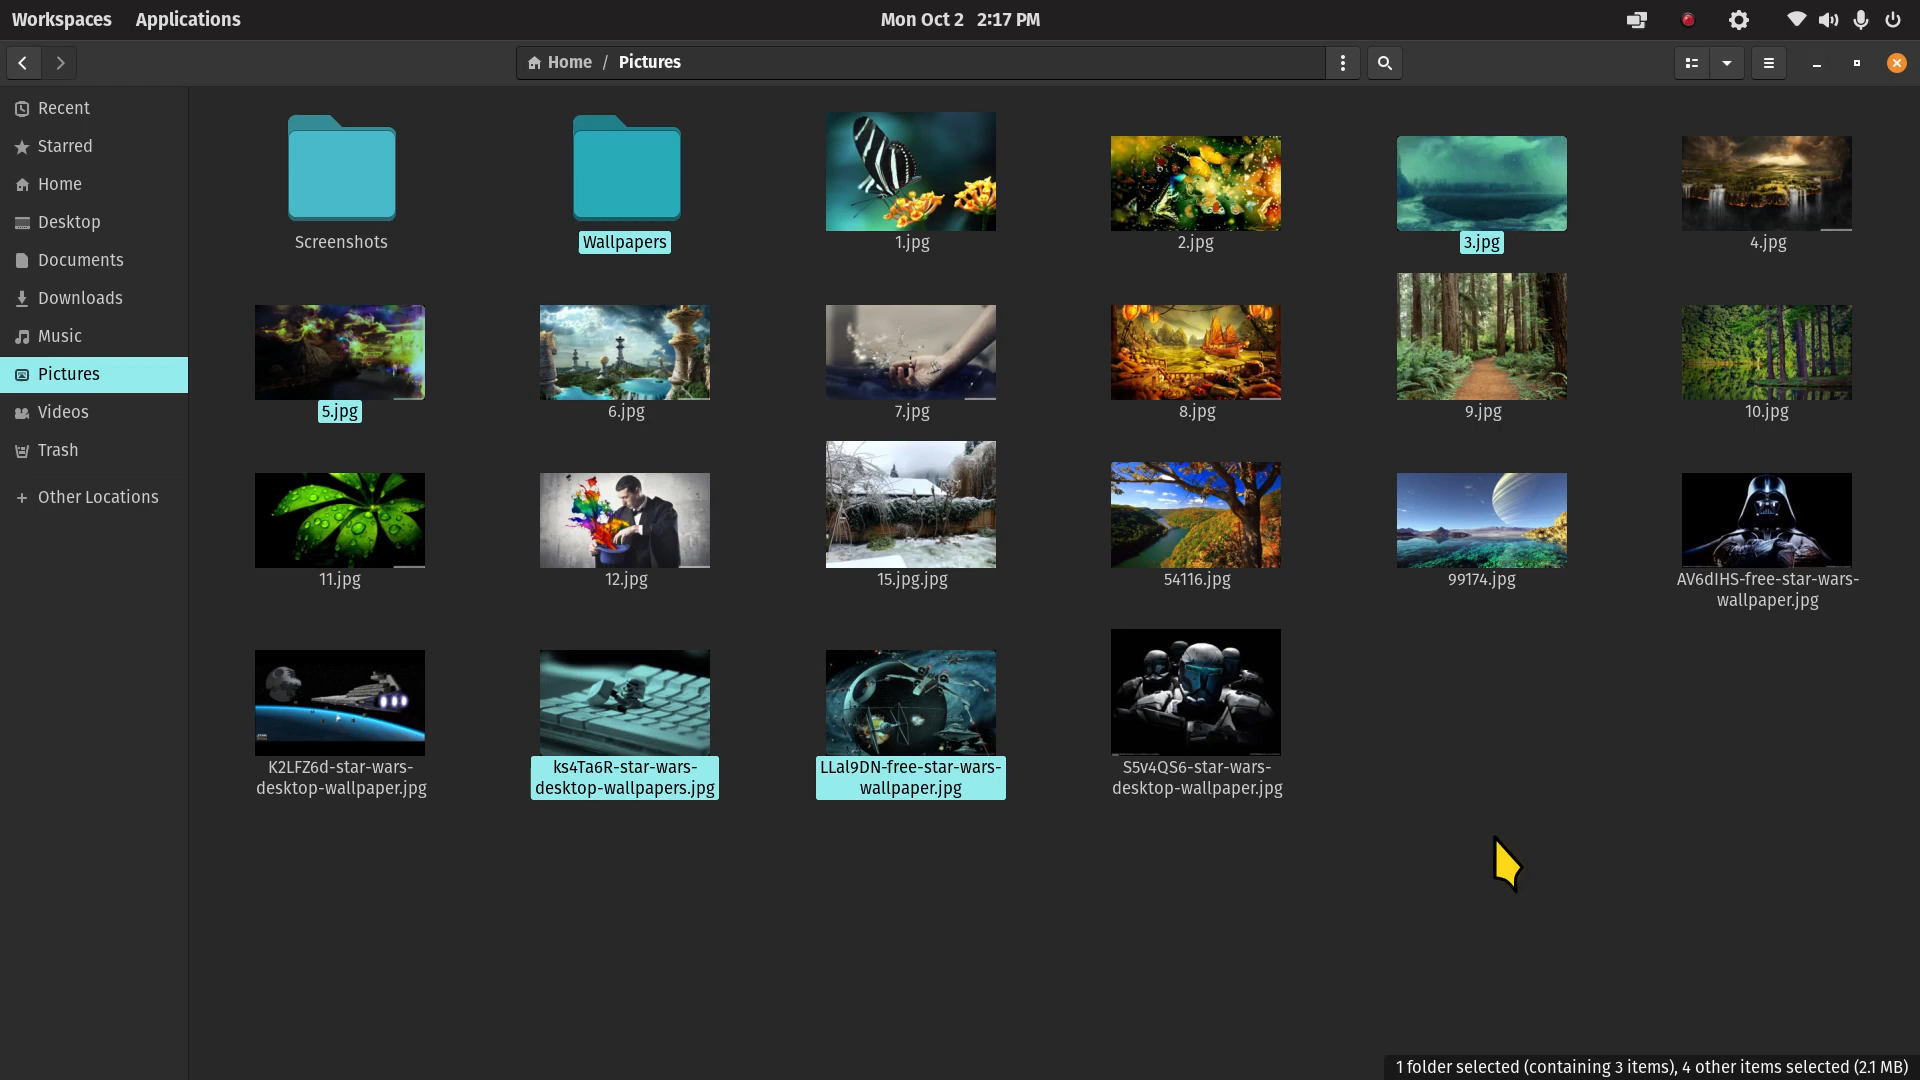 Workspaces Applications Mon Oct 2 2:17 PM
Home / Pictures
Recent
Starred
Home
Desktop
Documents
Downloads
Music
Pictures
Videos
Trash
Other Locations
Screenshots
Wallpapers
1.jpg
2.jpg
3.jpg
4.jpg
5.jpg
6.jpg
7.jpg
8.jpg
9.jpg
10.jpg
11.jpg
12.jpg
15.jpg.jpg
54116.jpg
99174.jpg
AV6dIHS-free-star-wars-
wallpaper.jpg
K2LFZ6d-star-wars-
desktop-wallpaper.jpg
ks4Ta6R-star-wars-
desktop-wallpapers.jpg
LLal9DN-free-star-wars-
wallpaper.jpg
S5v4QS6-star-wars-
desktop-wallpaper.jpg
1 folder selected (containing 3 items), 4 other items selected (2.1 MB)